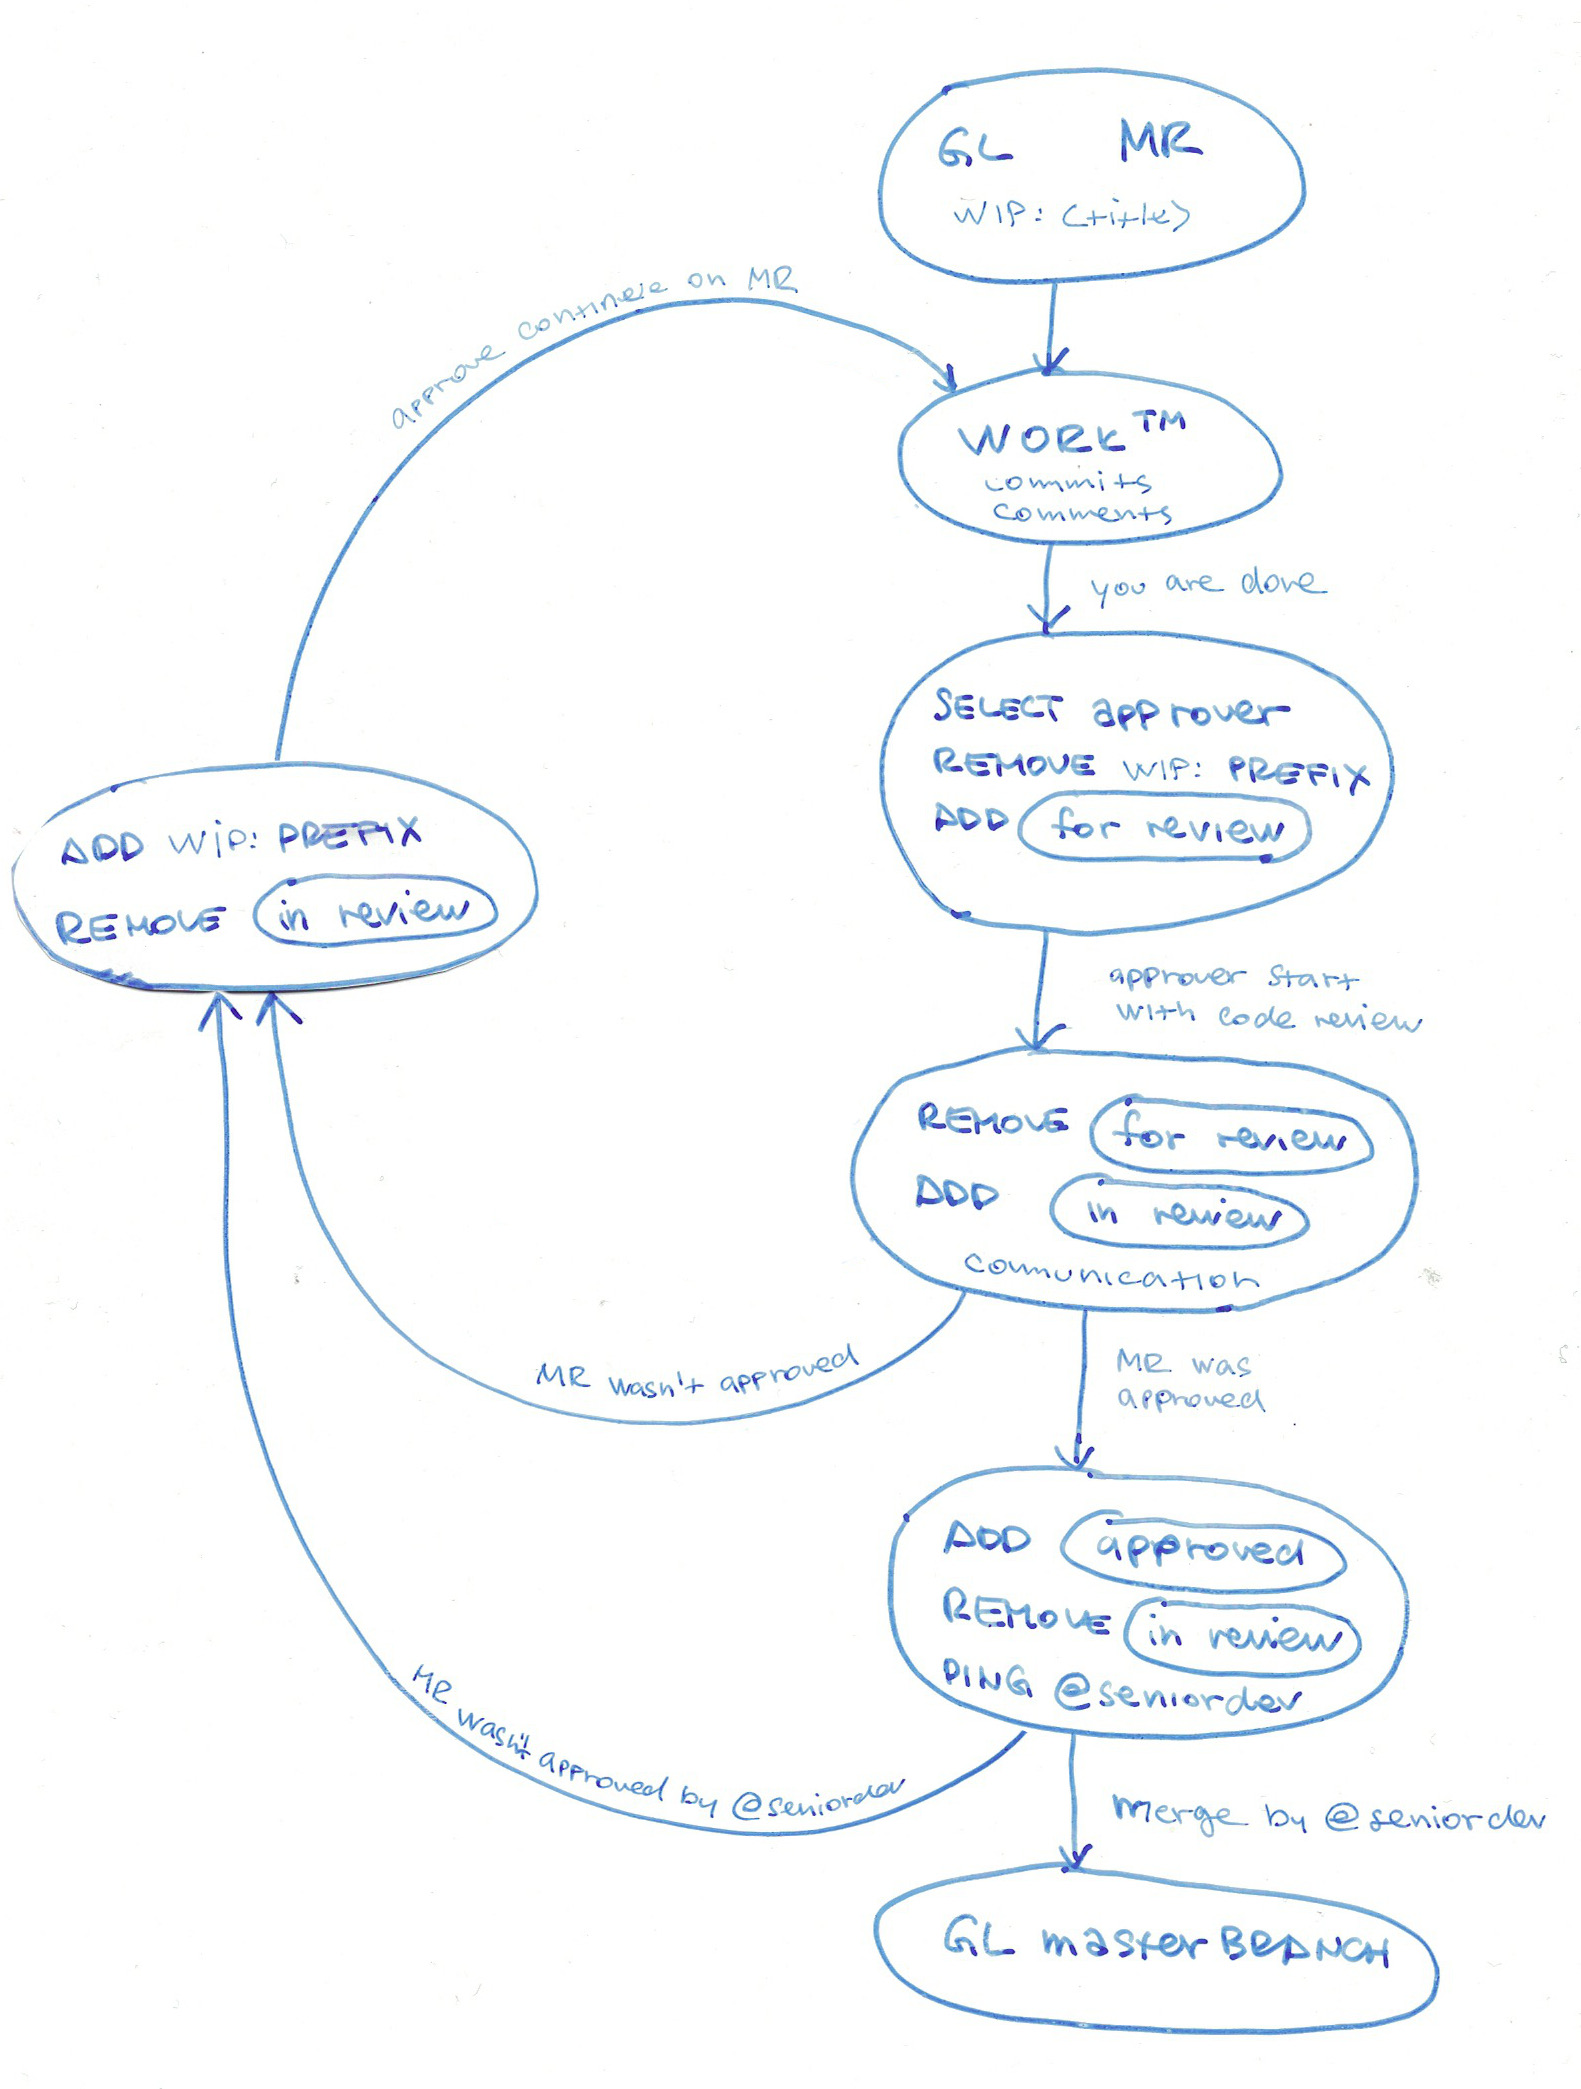 GL MR
WIP: <title>
approve continue on MR
WORK™
commits
comments
you are done
SELECT approver
REMOVE WIP: PREFIX
ADD for review
ADD WIP: PREFIX
REMOVE in review
approver start
with code review
REMOVE for review
ADD in review
communication
MR wasn't approved
MR was
approved
ADD approved
REMOVE in review
PING @seniordev
MR wasn't approved by @seniordev
merge by @seniordev
GL master BRANCH